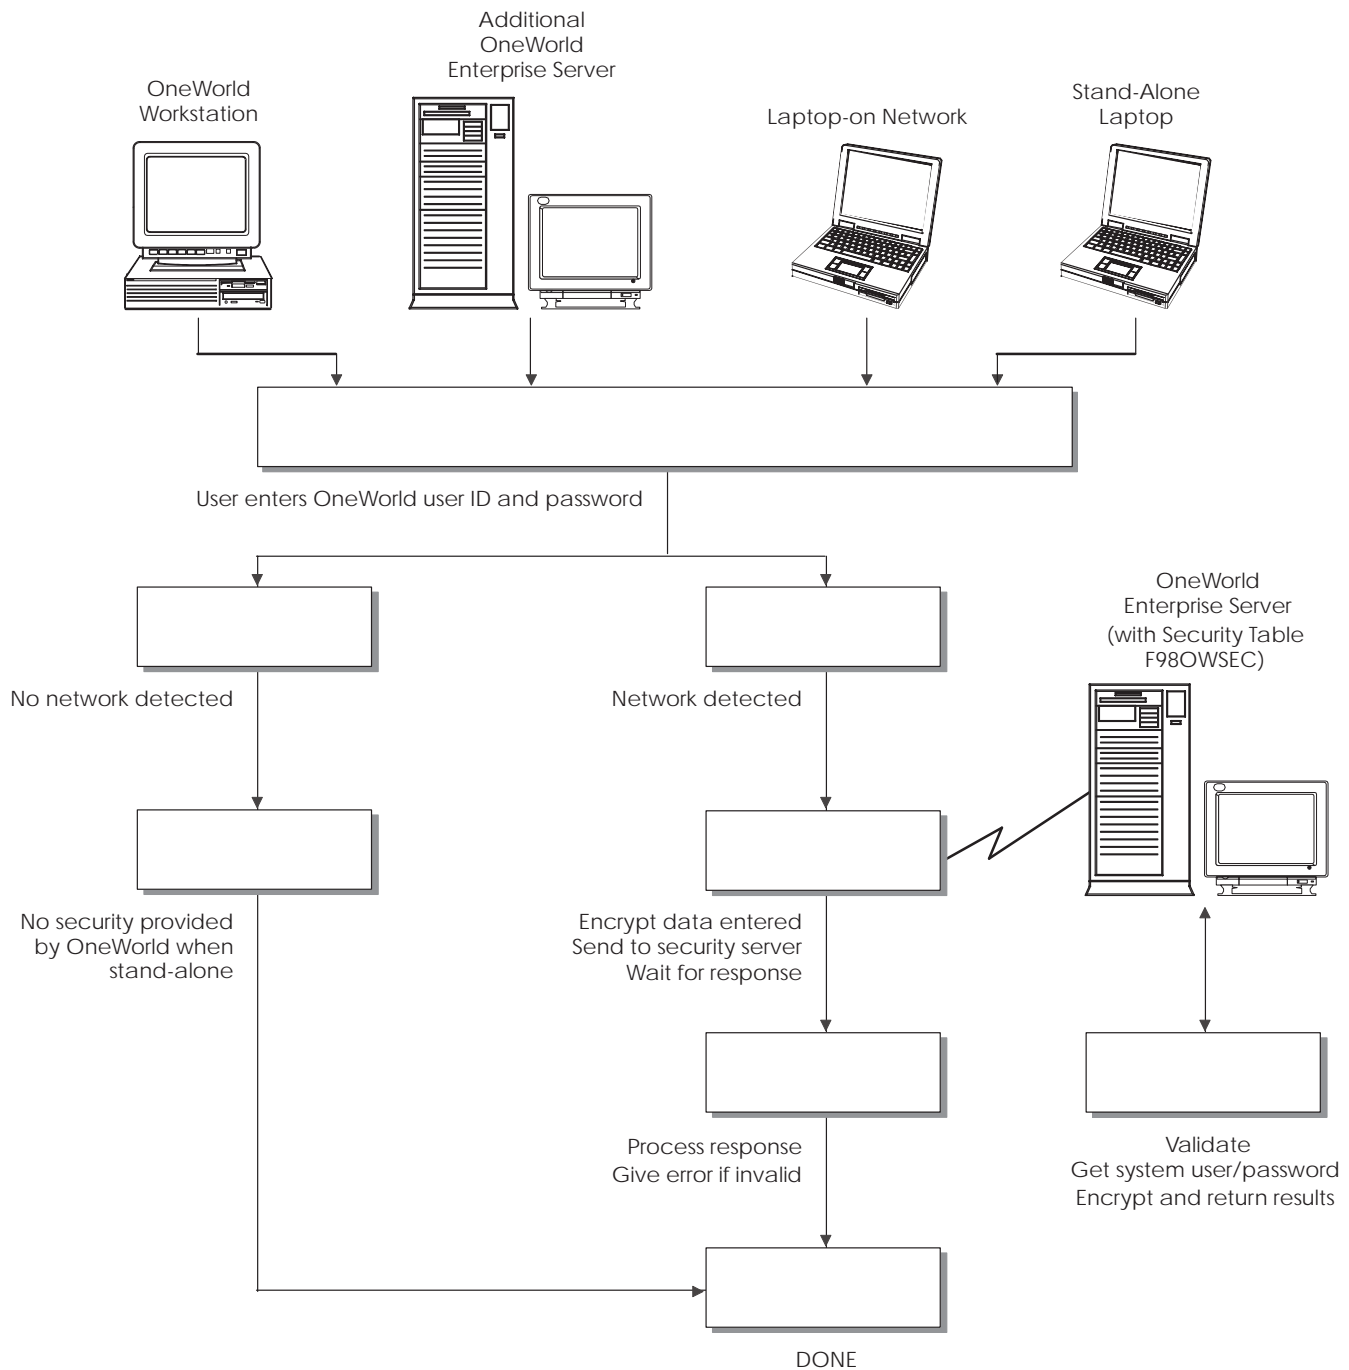 Additional
OneWorld
Enterprise Server
OneWorld
Workstation
Laptop-on Network
Stand-Alone
Laptop
User enters OneWorld user ID and password
OneWorld
Enterprise Server
(with Security Table
F98OWSEC)
No network detected
Network detected
No security provided
by OneWorld when
stand-alone
Encrypt data entered
Send to security server
Wait for response
Process response
Give error if invalid
Validate
Get system user/password
Encrypt and return results
DONE